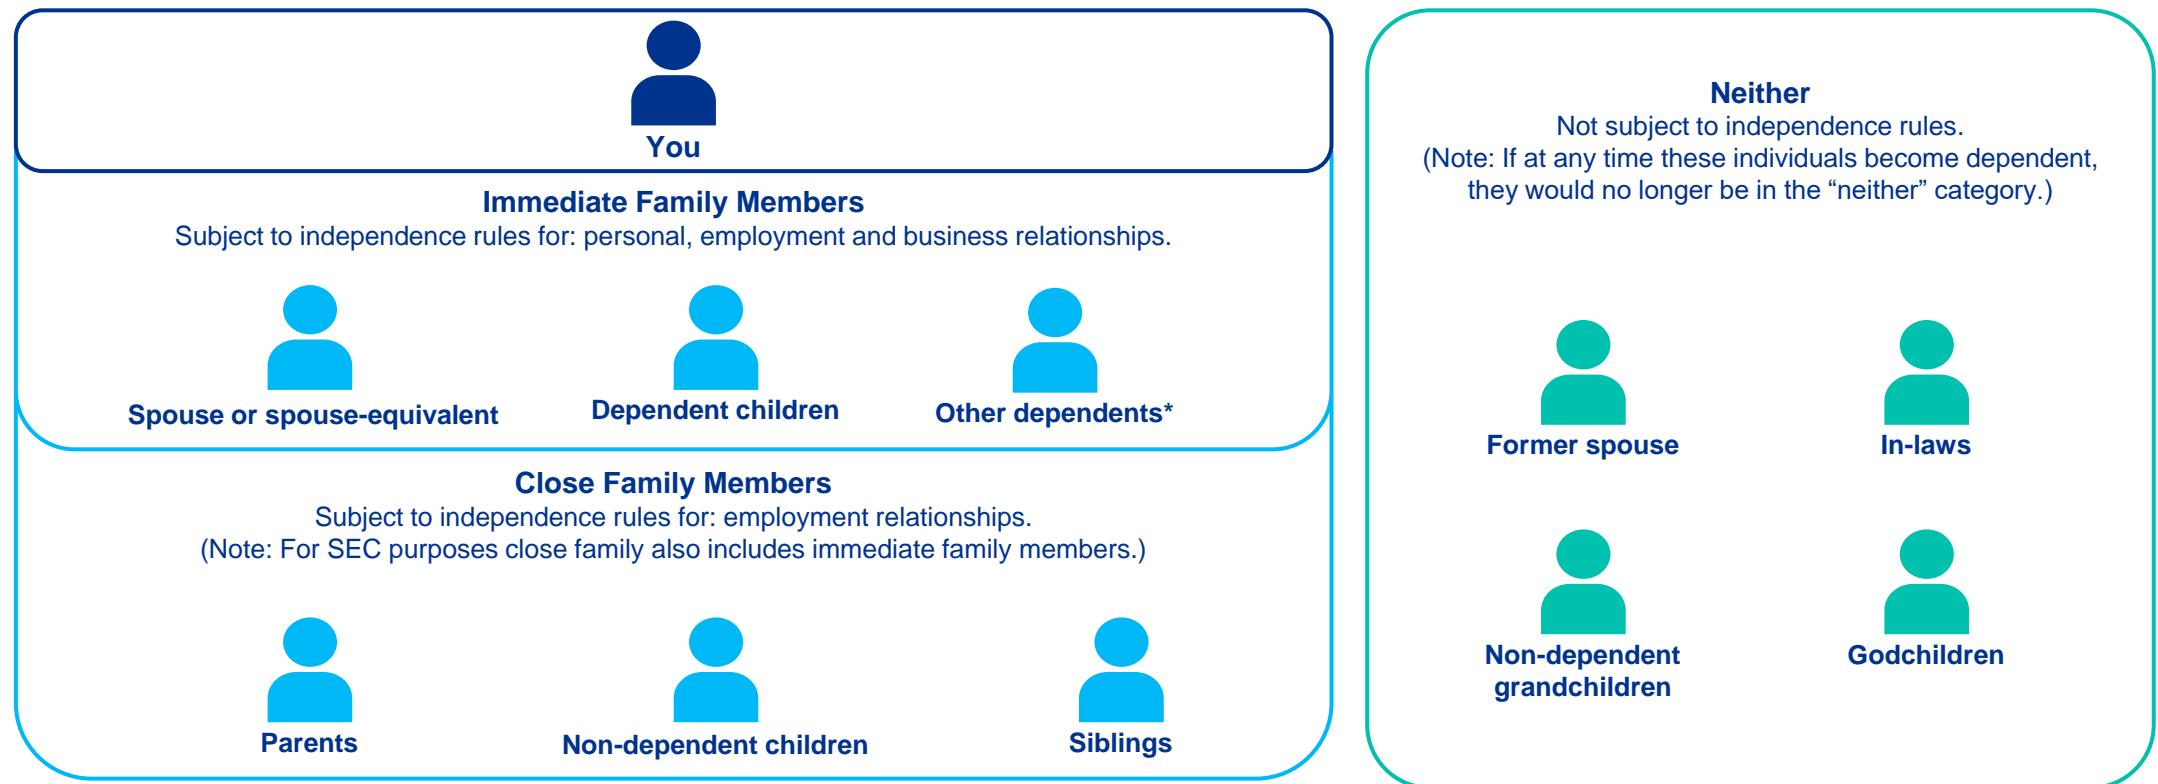 You
Immediate Family Members
Subject to independence rules for: personal, employment and business relationships.
Spouse or spouse-equivalent
Dependent children
Other dependents*
Close Family Members
Subject to independence rules for: employment relationships.
(Note: For SEC purposes close family also includes immediate family members.)
Parents
Non-dependent children
Siblings
Neither
Not subject to independence rules.
(Note: If at any time these individuals become dependent,
they would no longer be in the “neither” category.)
Former spouse
In-laws
Non-dependent
grandchildren
Godchildren